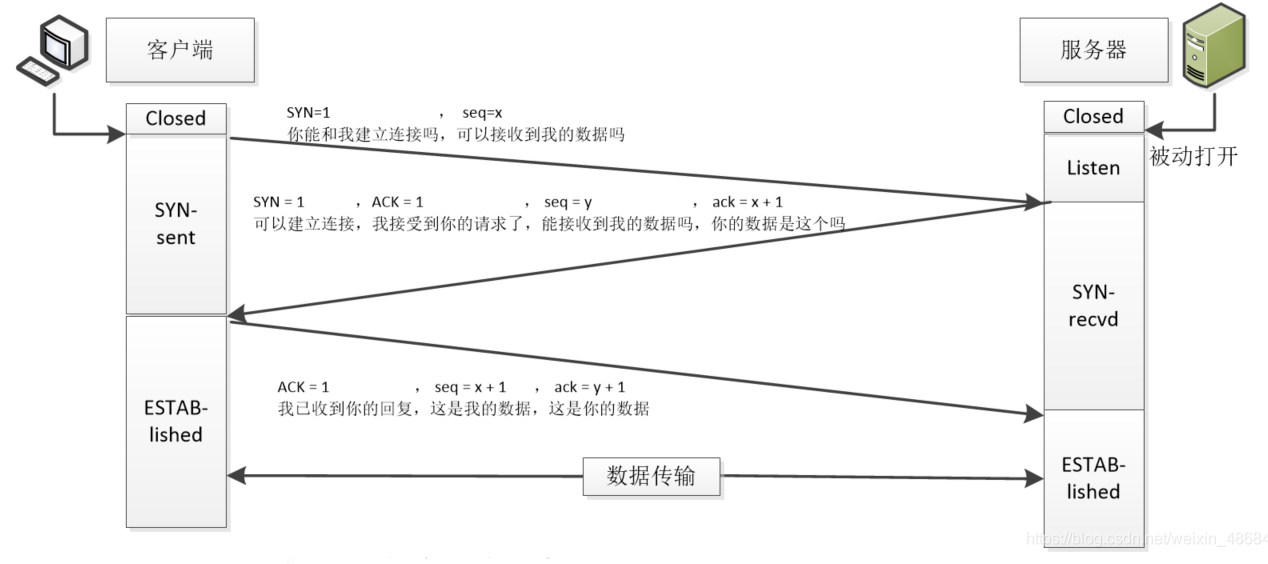 客户端
服务器
Closed
Closed
SYN=1 , seq=x
你能和我建立连接吗，可以接收到我的数据吗
被动打开
Listen
SYN = 1 , ACK = 1 , seq = y , ack = x + 1
可以建立连接，我接受到你的请求了，能接收到我的数据吗，你的数据是这个吗
SYN-
sent
SYN-
recvd
ACK = 1 , seq = x + 1 , ack = y + 1
我已收到你的回复，这是我的数据，这是你的数据
ESTAB-
lished
数据传输
ESTAB-
lished
https://blog.csdn.net/weixin_48684